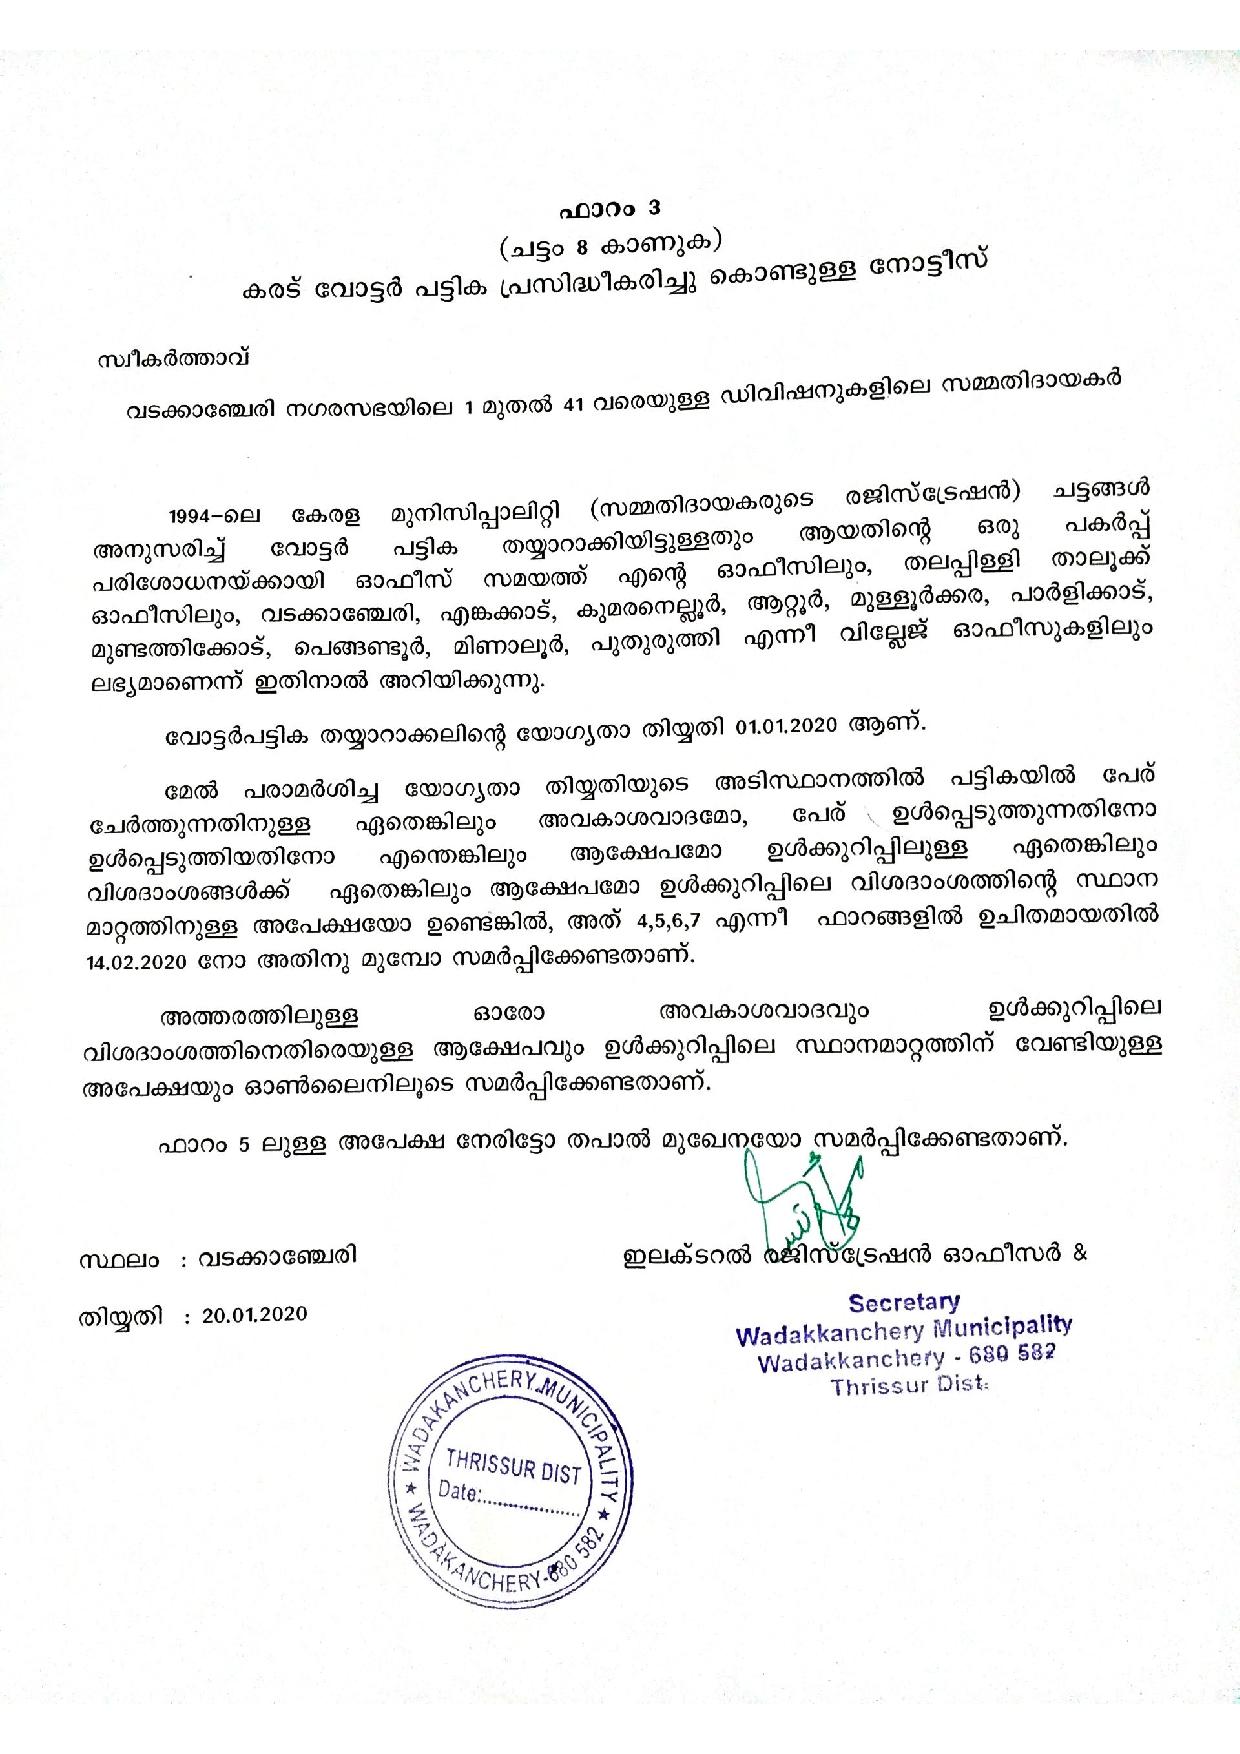 ഫാറം 3
(ചട്ടം 8 കാണുക)
കരട് വോട്ടർ പട്ടിക പ്രസിദ്ധീകരിച്ചു കൊണ്ടുള്ള നോട്ടീസ്
സ്വീകർത്താവ്
വടക്കാഞ്ചേരി നഗരസഭയിലെ 1 മുതൽ 41 വരെയുള്ള ഡിവിഷനുകളിലെ സമ്മതിദായകർ
1994-ലെ കേരള മുനിസിപ്പാലിറ്റി (സമ്മതിദായകരുടെ രജിസ്ട്രേഷൻ) ചട്ടങ്ങൾ
അനുസരിച്ച് വോട്ടർ പട്ടിക തയ്യാറാക്കിയിട്ടുള്ളതും ആയതിന്റെ ഒരു പകർപ്പ്
പരിശോധനയ്ക്കായി ഓഫീസ് സമയത്ത് എന്റെ ഓഫീസിലും, തലപ്പിള്ളി താലൂക്ക്
ഓഫീസിലും, വടക്കാഞ്ചേരി, എങ്കക്കാട്, കുമരനെല്ലൂർ, ആറ്റൂർ, മുള്ളൂർക്കര, പാർളിക്കാട്,
മുണ്ടത്തിക്കോട്, പെങ്ങണ്ടൂർ, മിണാലൂർ, പുതുരുത്തി എന്നീ വില്ലേജ് ഓഫീസുകളിലും
ലഭ്യമാണെന്ന് ഇതിനാൽ അറിയിക്കുന്നു.
വോട്ടർപട്ടിക തയ്യാറാക്കലിന്റെ യോഗ്യതാ തിയ്യതി 01.01.2020 ആണ്.
മേൽ പരാമർശിച്ച യോഗ്യതാ തിയ്യതിയുടെ അടിസ്ഥാനത്തിൽ പട്ടികയിൽ പേര്
ചേർത്തുന്നതിനുള്ള ഏതെങ്കിലും അവകാശവാദമോ, പേര് ഉൾപ്പെടുത്തുന്നതിനോ
ഉൾപ്പെടുത്തിയതിനോ എന്തെങ്കിലും ആക്ഷേപമോ ഉൾക്കുറിപ്പിലുള്ള ഏതെങ്കിലും
വിശദാംശങ്ങൾക്ക് ഏതെങ്കിലും ആക്ഷേപമോ ഉൾക്കുറിപ്പിലെ വിശദാംശത്തിന്റെ സ്ഥാന
മാറ്റത്തിനുള്ള അപേക്ഷയോ ഉണ്ടെങ്കിൽ, അത് 4,5,6,7 എന്നീ ഫാറങ്ങളിൽ ഉചിതമായതിൽ
14.02.2020 നോ അതിനു മുമ്പോ സമർപ്പിക്കേണ്ടതാണ്.
അത്തരത്തിലുള്ള ഓരോ അവകാശവാദവും ഉൾക്കുറിപ്പിലെ
വിശദാംശത്തിനെതിരെയുള്ള ആക്ഷേപവും ഉൾക്കുറിപ്പിലെ സ്ഥാനമാറ്റത്തിന് വേണ്ടിയുള്ള
അപേക്ഷയും ഓൺലൈനിലൂടെ സമർപ്പിക്കേണ്ടതാണ്.
ഫാറം 5 ലുള്ള അപേക്ഷ നേരിട്ടോ തപാൽ മുഖേനയോ സമർപ്പിക്കേണ്ടതാണ്.
സ്ഥലം : വടക്കാഞ്ചേരി
ഇലക്ടറൽ രജിസ്ട്രേഷൻ ഓഫീസർ &
തിയ്യതി : 20.01.2020
Secretary
Wadakkanchery Municipality
Wadakkanchery - 680 582
Thrissur Dist.
WADAKANCHERY MUNICIPALITY
THRISSUR DIST
Date:....................
WADAKANCHERY-680 582